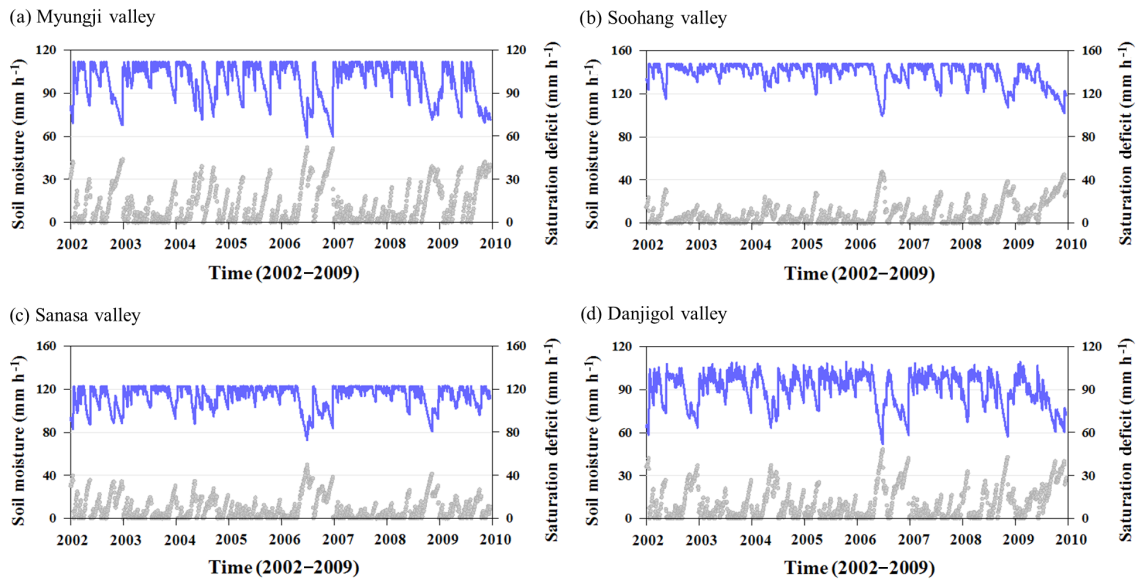 (a) Myungji valley
120
90
60
30
0
Soil moisture (mm h⁻¹)
120
90
60
30
0
Saturation deficit (mm h⁻¹)
2002 2003 2004 2005 2006 2007 2008 2009 2010
Time (2002−2009)
(b) Soohang valley
160
120
80
40
0
Soil moisture (mm h⁻¹)
160
120
80
40
0
Saturation deficit (mm h⁻¹)
2002 2003 2004 2005 2006 2007 2008 2009 2010
Time (2002−2009)
(c) Sanasa valley
160
120
80
40
0
Soil moisture (mm h⁻¹)
160
120
80
40
0
Saturation deficit (mm h⁻¹)
2002 2003 2004 2005 2006 2007 2008 2009 2010
Time (2002−2009)
(d) Danjigol valley
120
90
60
30
0
Soil moisture (mm h⁻¹)
120
90
60
30
0
Saturation deficit (mm h⁻¹)
2002 2003 2004 2005 2006 2007 2008 2009 2010
Time (2002−2009)